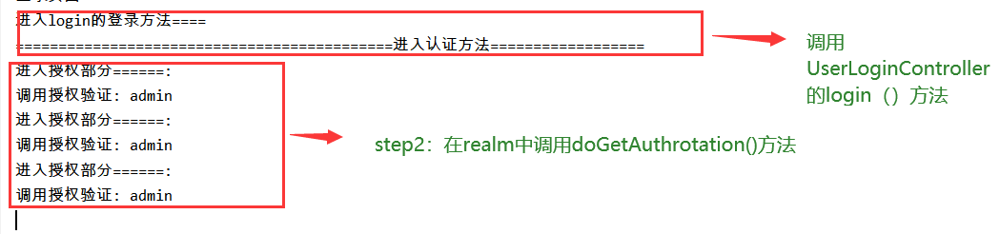 进入login的登录方法====
============================================进入认证方法==================
进入授权部分======:
调用授权验证: admin
进入授权部分======:
调用授权验证: admin
进入授权部分======:
调用授权验证: admin
调用
UserLoginController
的login（）方法
step2：在realm中调用doGetAuthrotation()方法